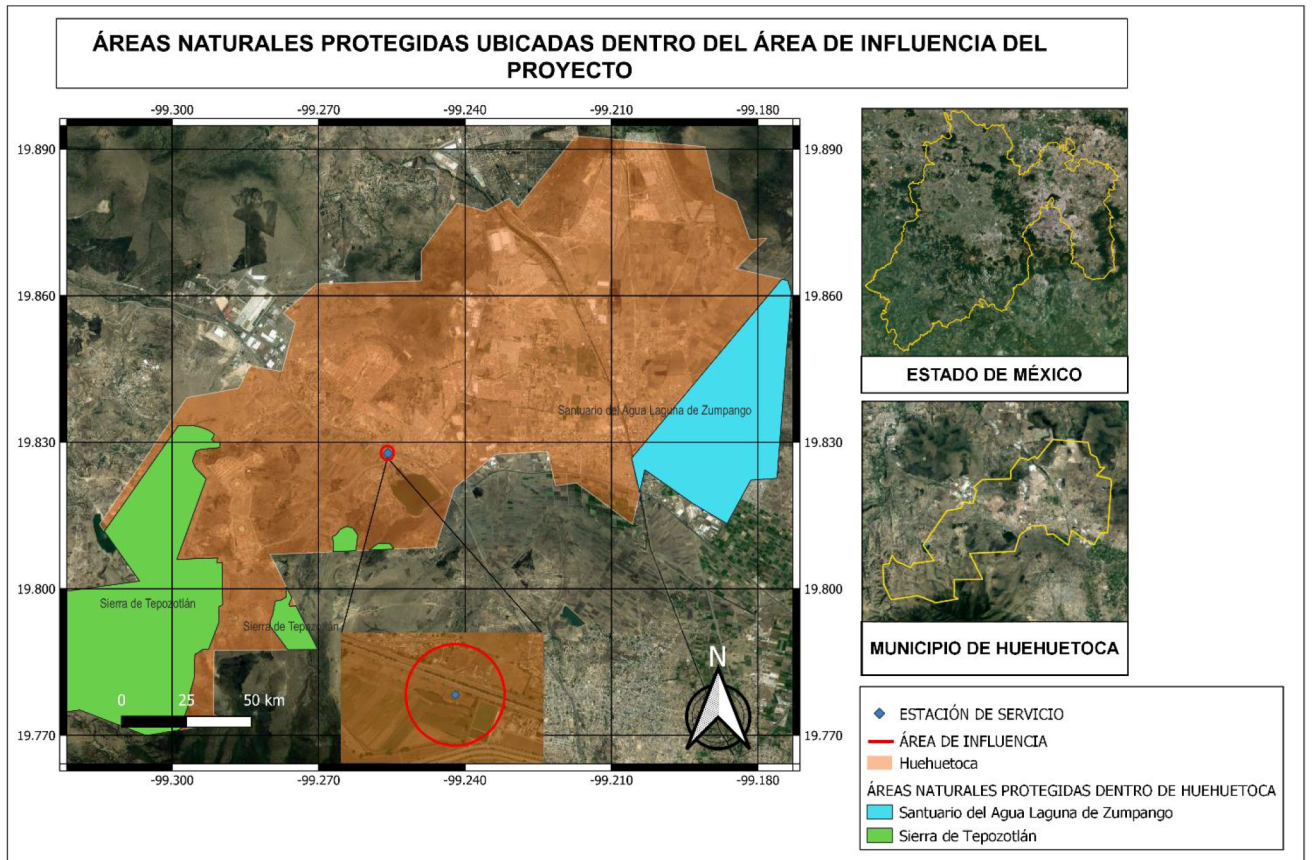 ÁREAS NATURALES PROTEGIDAS UBICADAS DENTRO DEL ÁREA DE INFLUENCIA DEL
PROYECTO
-99.300 -99.270 -99.240 -99.210 -99.180
19.890 19.890
19.860 19.860
19.830 19.830
19.800 19.800
19.770 19.770
Santuario del Agua Laguna de Zumpango
Sierra de Tepozotlán
Sierra de Tepozotlán
0 25 50 km
N
-99.300 -99.270 -99.240 -99.210 -99.180
ESTADO DE MÉXICO
MUNICIPIO DE HUEHUETOCA
ESTACIÓN DE SERVICIO
ÁREA DE INFLUENCIA
Huehuetoca
ÁREAS NATURALES PROTEGIDAS DENTRO DE HUEHUETOCA
Santuario del Agua Laguna de Zumpango
Sierra de Tepozotlán